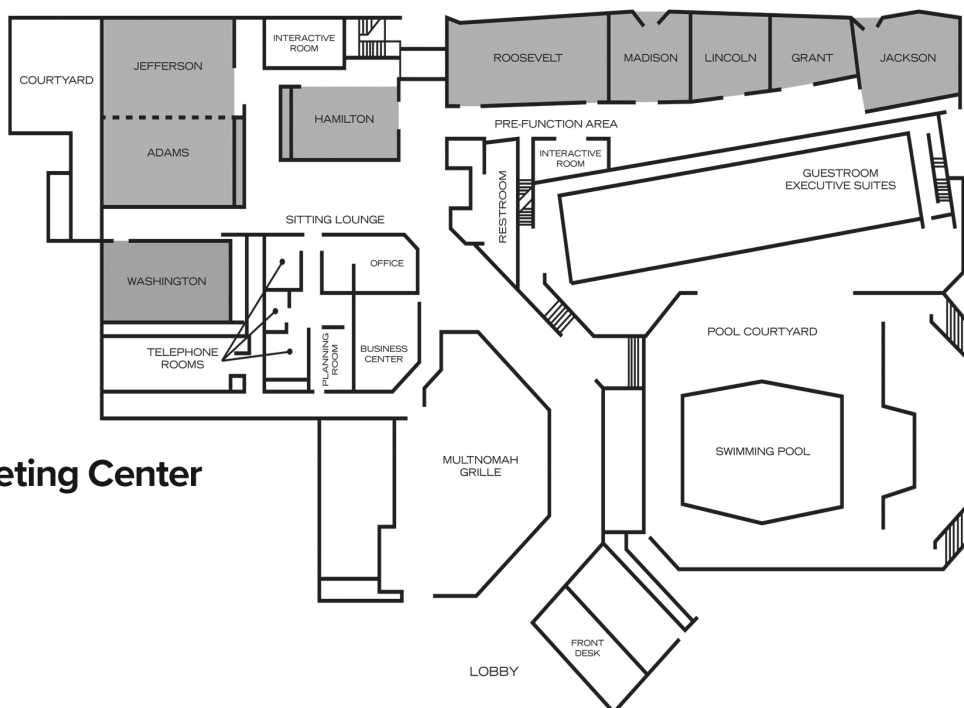 INTERACTIVE
ROOM
COURTYARD
JEFFERSON
ROOSEVELT
MADISON
LINCOLN
GRANT
JACKSON
HAMILTON
PRE-FUNCTION AREA
ADAMS
INTERACTIVE
ROOM
GUESTROOM
EXECUTIVE SUITES
RESTROOM
SITTING LOUNGE
OFFICE
WASHINGTON
TELEPHONE
ROOMS
PLANNING
ROOM
BUSINESS
CENTER
POOL COURTYARD
SWIMMING POOL
MULTNOMAH
GRILLE
eting Center
FRONT
DESK
LOBBY